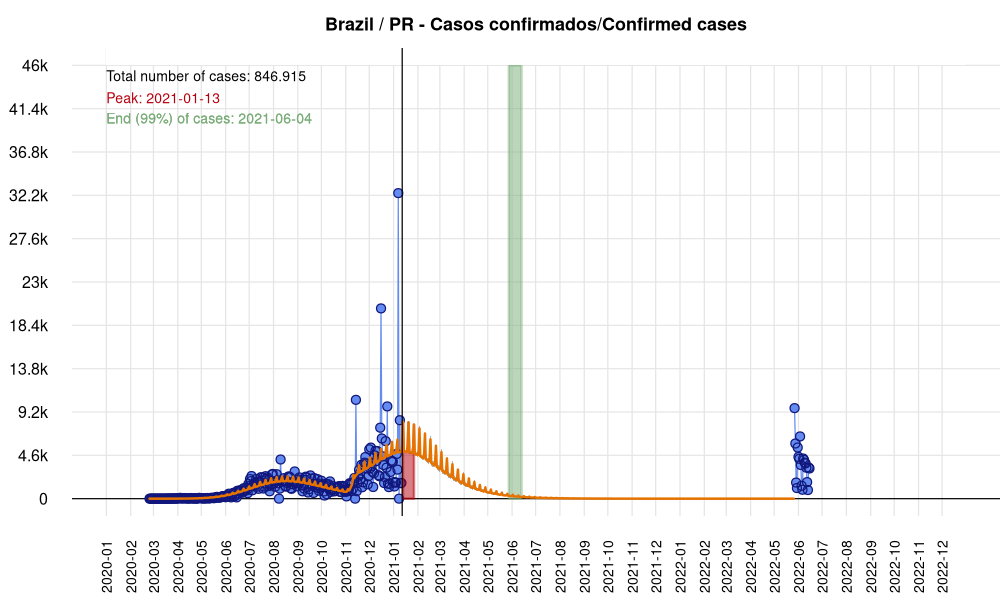 Brazil / PR - Casos confirmados/Confirmed cases
Total number of cases: 846.915
Peak: 2021-01-13
End (99%) of cases: 2021-06-04
46k
41.4k
36.8k
32.2k
27.6k
23k
18.4k
13.8k
9.2k
4.6k
0
2020-01
2020-02
2020-03
2020-04
2020-05
2020-06
2020-07
2020-08
2020-09
2020-10
2020-11
2020-12
2021-01
2021-02
2021-03
2021-04
2021-05
2021-06
2021-07
2021-08
2021-09
2021-10
2021-11
2021-12
2022-01
2022-02
2022-03
2022-04
2022-05
2022-06
2022-07
2022-08
2022-09
2022-10
2022-11
2022-12